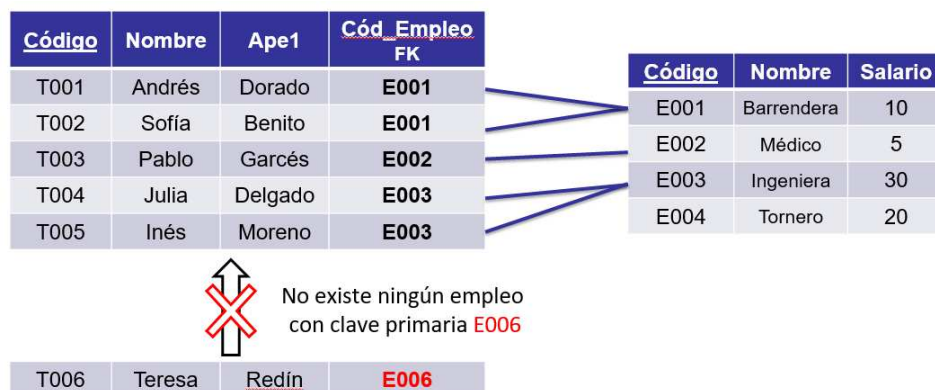 Código Nombre Ape1 Cód_Empleo FK
T001 Andrés Dorado E001
T002 Sofía Benito E001
T003 Pablo Garcés E002
T004 Julia Delgado E003
T005 Inés Moreno E003
Código Nombre Salario
E001 Barrendera 10
E002 Médico 5
E003 Ingeniera 30
E004 Tornero 20
No existe ningún empleo
con clave primaria E006
T006 Teresa Redín E006